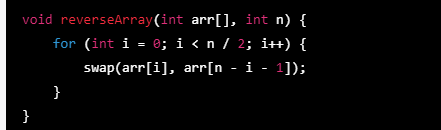 void reverseArray(int arr[], int n) {
    for (int i = 0; i < n / 2; i++) {
        swap(arr[i], arr[n - i - 1]);
    }
}